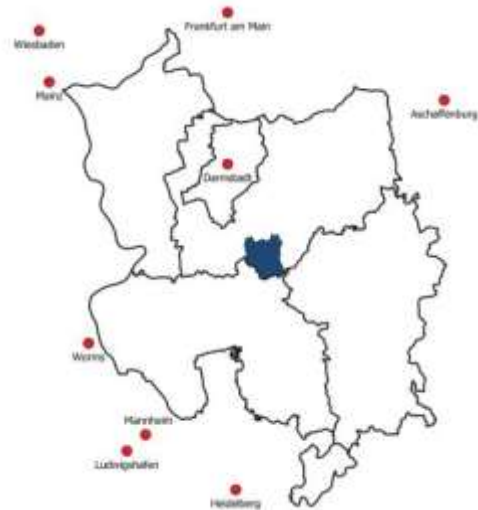 Frankfurt am Main
Wiesbaden
Mainz
Aschaffenburg
Darmstadt
Worms
Mannheim
Ludwigshafen
Heidelberg